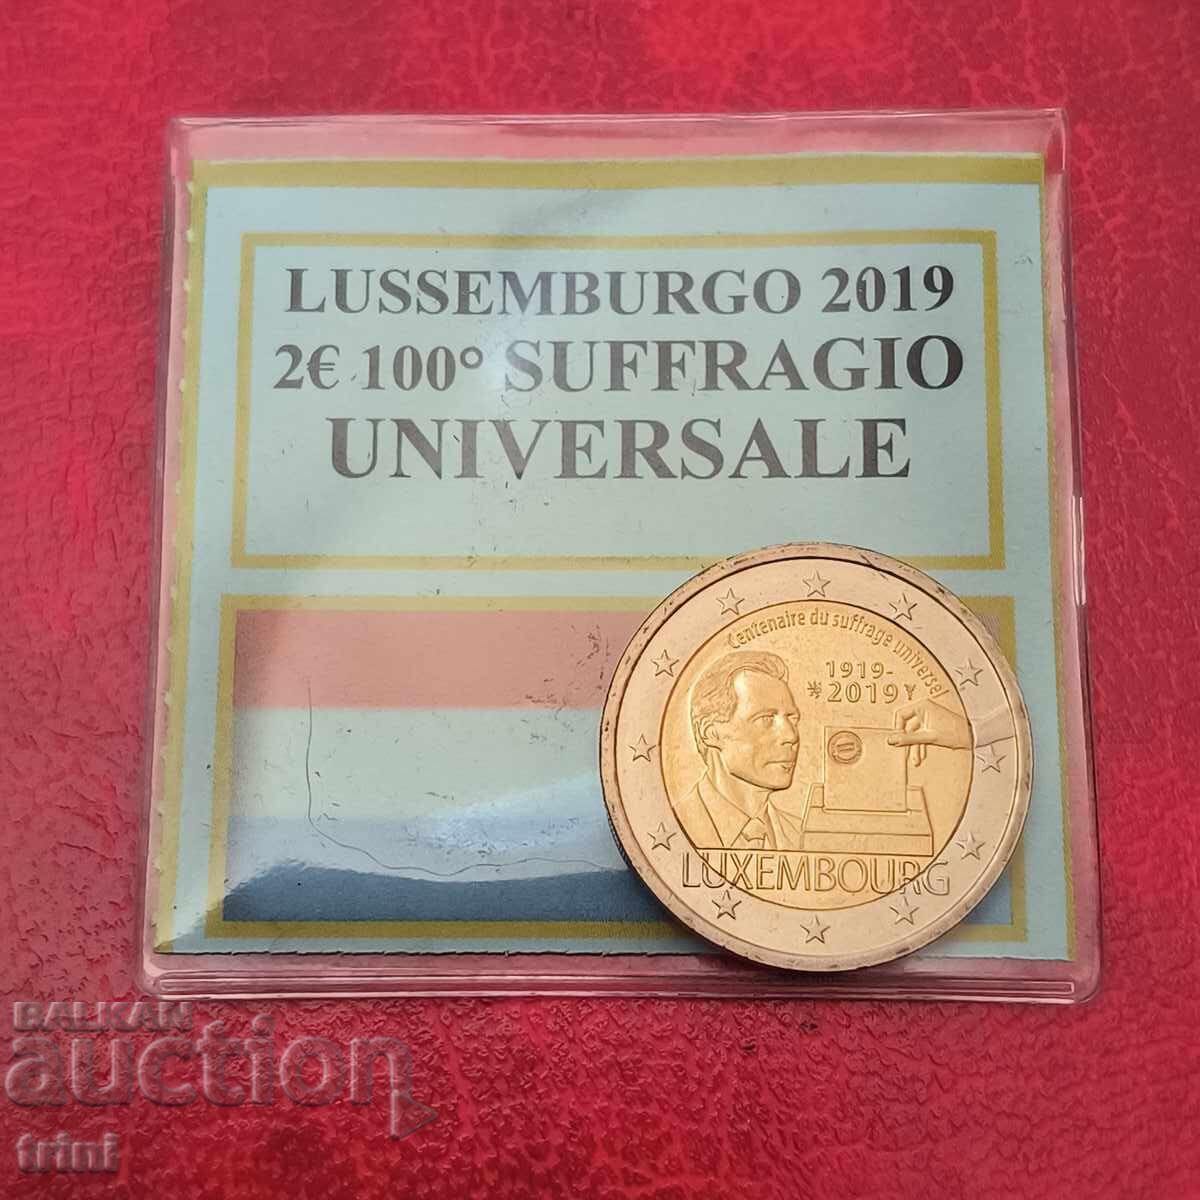 LUSSEMBURGO 2019
2€ 100° SUFFRAGIO
UNIVERSALE
Centenaire du suffrage universel
1919-
2019
LUXEMBOURG
BALKAN
auction
trini